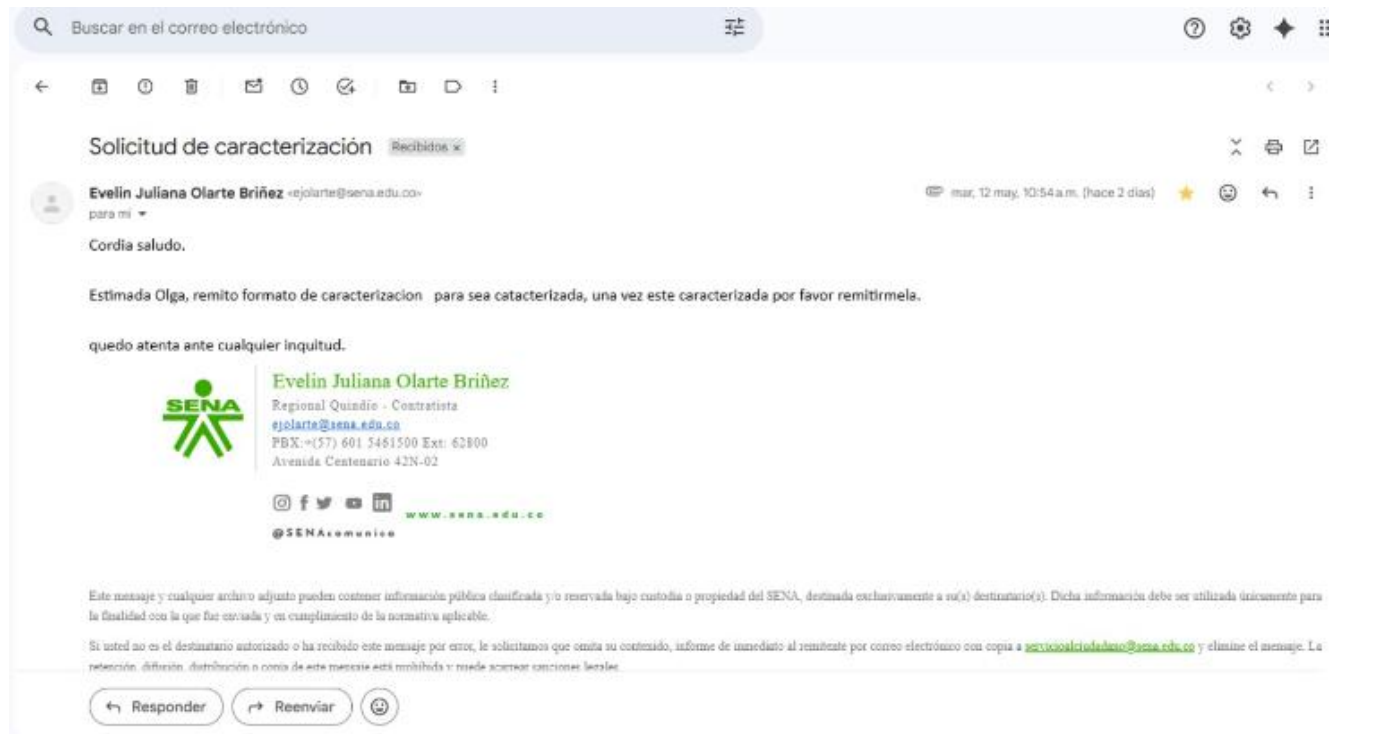 Buscar en el correo electrónico
Solicitud de caracterización Recibidos x
Evelin Juliana Olarte Briñez <ejolarte@sena.edu.co> mar, 12 may, 10:54 a.m. (hace 2 días)
para mí
Cordia saludo.
Estimada Olga, remito formato de caracterizacion para sea catacterizada, una vez este caracterizada por favor remitirmela.
quedo atenta ante cualquier inquitud.
SENA
Evelin Juliana Olarte Briñez
Regional Quindío - Contratista
ejolarte@sena.edu.co
PBX:+(57) 601 5461500 Ext: 62800
Avenida Centenario 42N-02
www.sena.edu.co
@SENAcomunica
Este mensaje y cualquier archivo adjunto pueden contener información pública clasificada y/o reservada bajo custodia o propiedad del SENA, destinada exclusivamente a su(s) destinatario(s). Dicha información debe ser utilizada únicamente para
la finalidad con la que fue enviada y en cumplimiento de la normativa aplicable.
Si usted no es el destinatario autorizado o ha recibido este mensaje por error, le solicitamos que omita su contenido, informe de inmediato al remitente por correo electrónico con copia a servicioalciudadano@sena.edu.co y elimine el mensaje. La
retención, difusión, distribución o copia de este mensaje está prohibida y puede acarrear sanciones legales.
Responder Reenviar